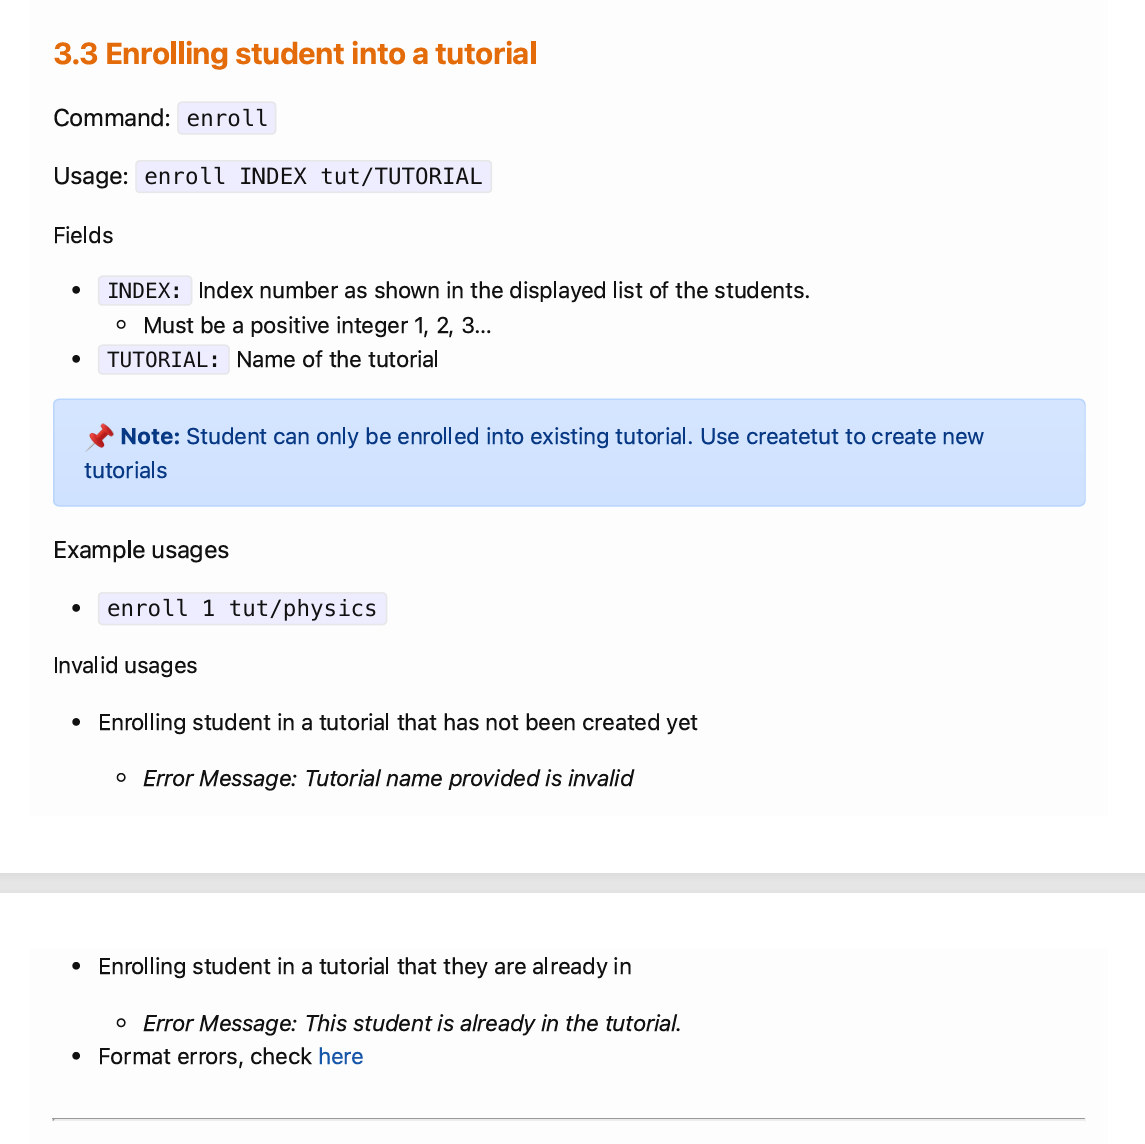 3.3 Enrolling student into a tutorial
Command: enroll
Usage: enroll INDEX tut/TUTORIAL
Fields
• INDEX: Index number as shown in the displayed list of the students.
◦ Must be a positive integer 1, 2, 3...
• TUTORIAL: Name of the tutorial
📌 Note: Student can only be enrolled into existing tutorial. Use createtut to create new
tutorials
Example usages
• enroll 1 tut/physics
Invalid usages
• Enrolling student in a tutorial that has not been created yet
◦ Error Message: Tutorial name provided is invalid
• Enrolling student in a tutorial that they are already in
◦ Error Message: This student is already in the tutorial.
• Format errors, check here